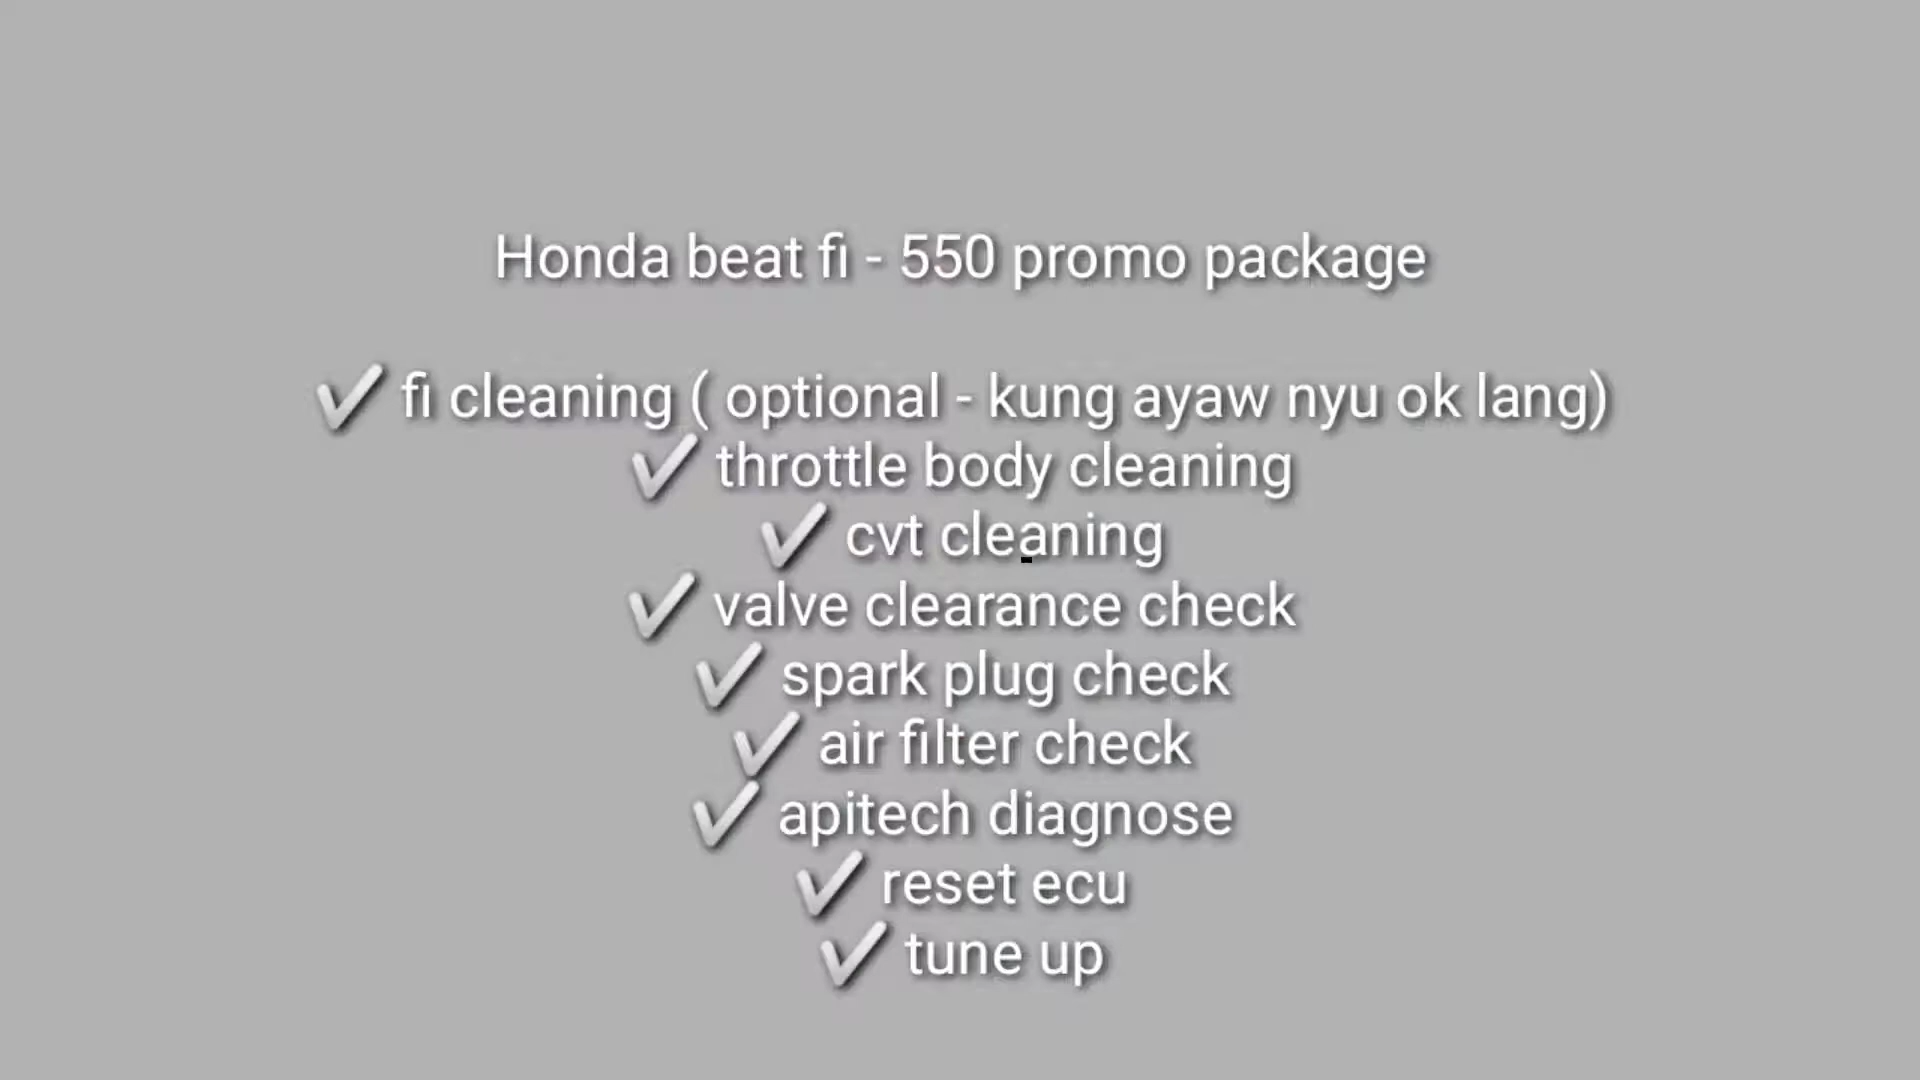 Honda beat fi - 550 promo package
✔ fi cleaning ( optional - kung ayaw nyu ok lang)
✔ throttle body cleaning
✔ cvt cleaning
✔ valve clearance check
✔ spark plug check
✔ air filter check
✔ apitech diagnose
✔ reset ecu
✔ tune up